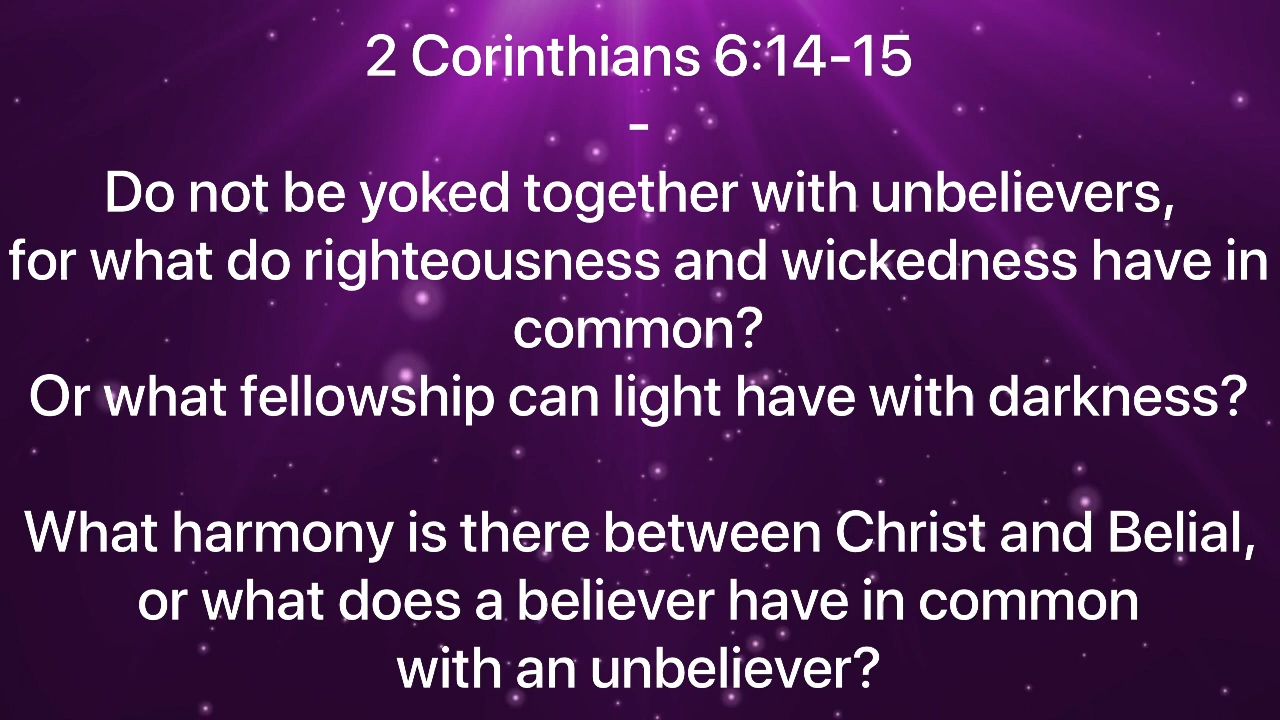 2 Corinthians 6:14-15
-
Do not be yoked together with unbelievers,
for what do righteousness and wickedness have in
common?
Or what fellowship can light have with darkness?
What harmony is there between Christ and Belial,
or what does a believer have in common
with an unbeliever?